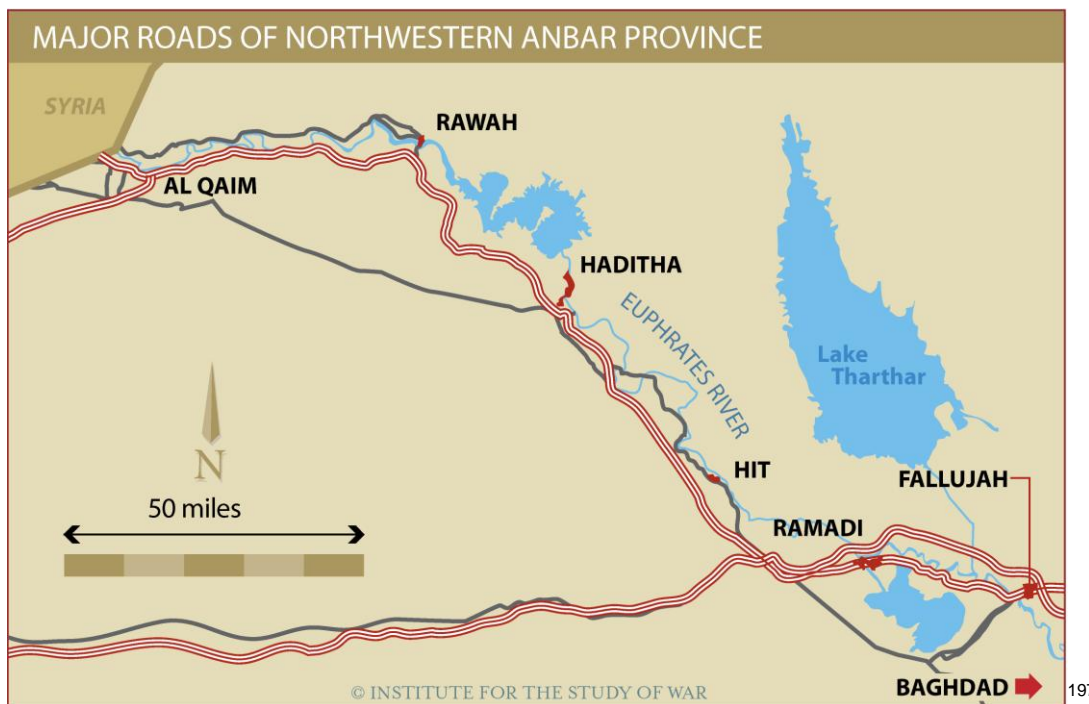 MAJOR ROADS OF NORTHWESTERN ANBAR PROVINCE
SYRIA
RAWAH
AL QAIM
HADITHA
EUPHRATES RIVER
Lake
Tharthar
N
HIT
FALLUJAH
50 miles
RAMADI
BAGHDAD
© INSTITUTE FOR THE STUDY OF WAR
197